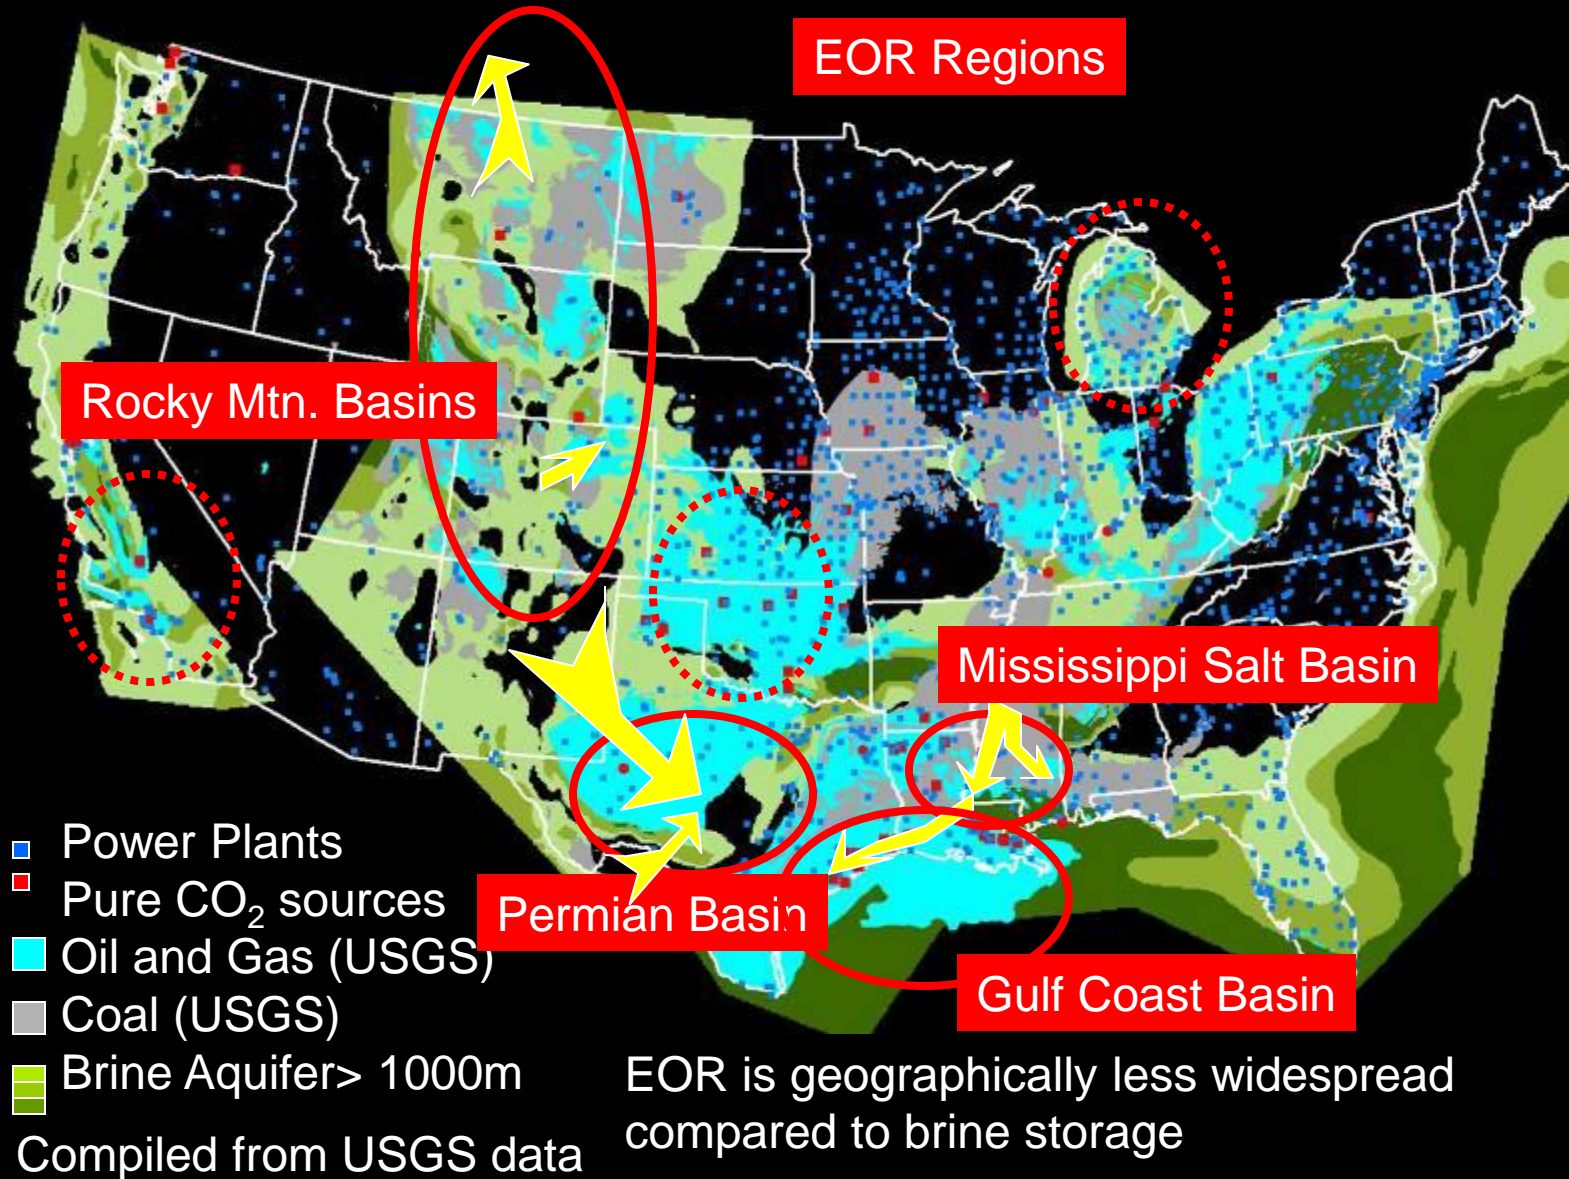 EOR Regions
Rocky Mtn. Basins
Mississippi Salt Basin
Permian Basin
Gulf Coast Basin
Power Plants
Pure CO₂ sources
Oil and Gas (USGS)
Coal (USGS)
Brine Aquifer> 1000m
Compiled from USGS data
EOR is geographically less widespread
compared to brine storage